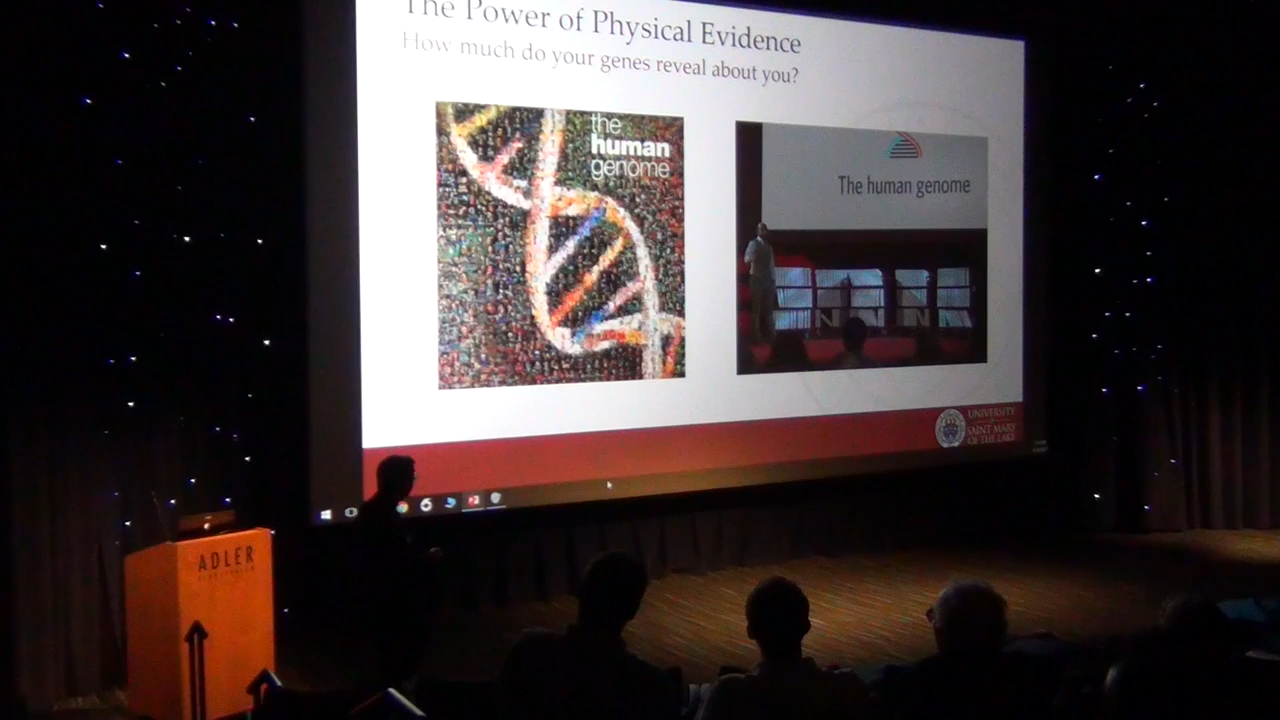 The Power of Physical Evidence
How much do your genes reveal about you?
the
human
genome
The human genome
UNIVERSITY
SAINT MARY
OF THE LAKE
ADLER